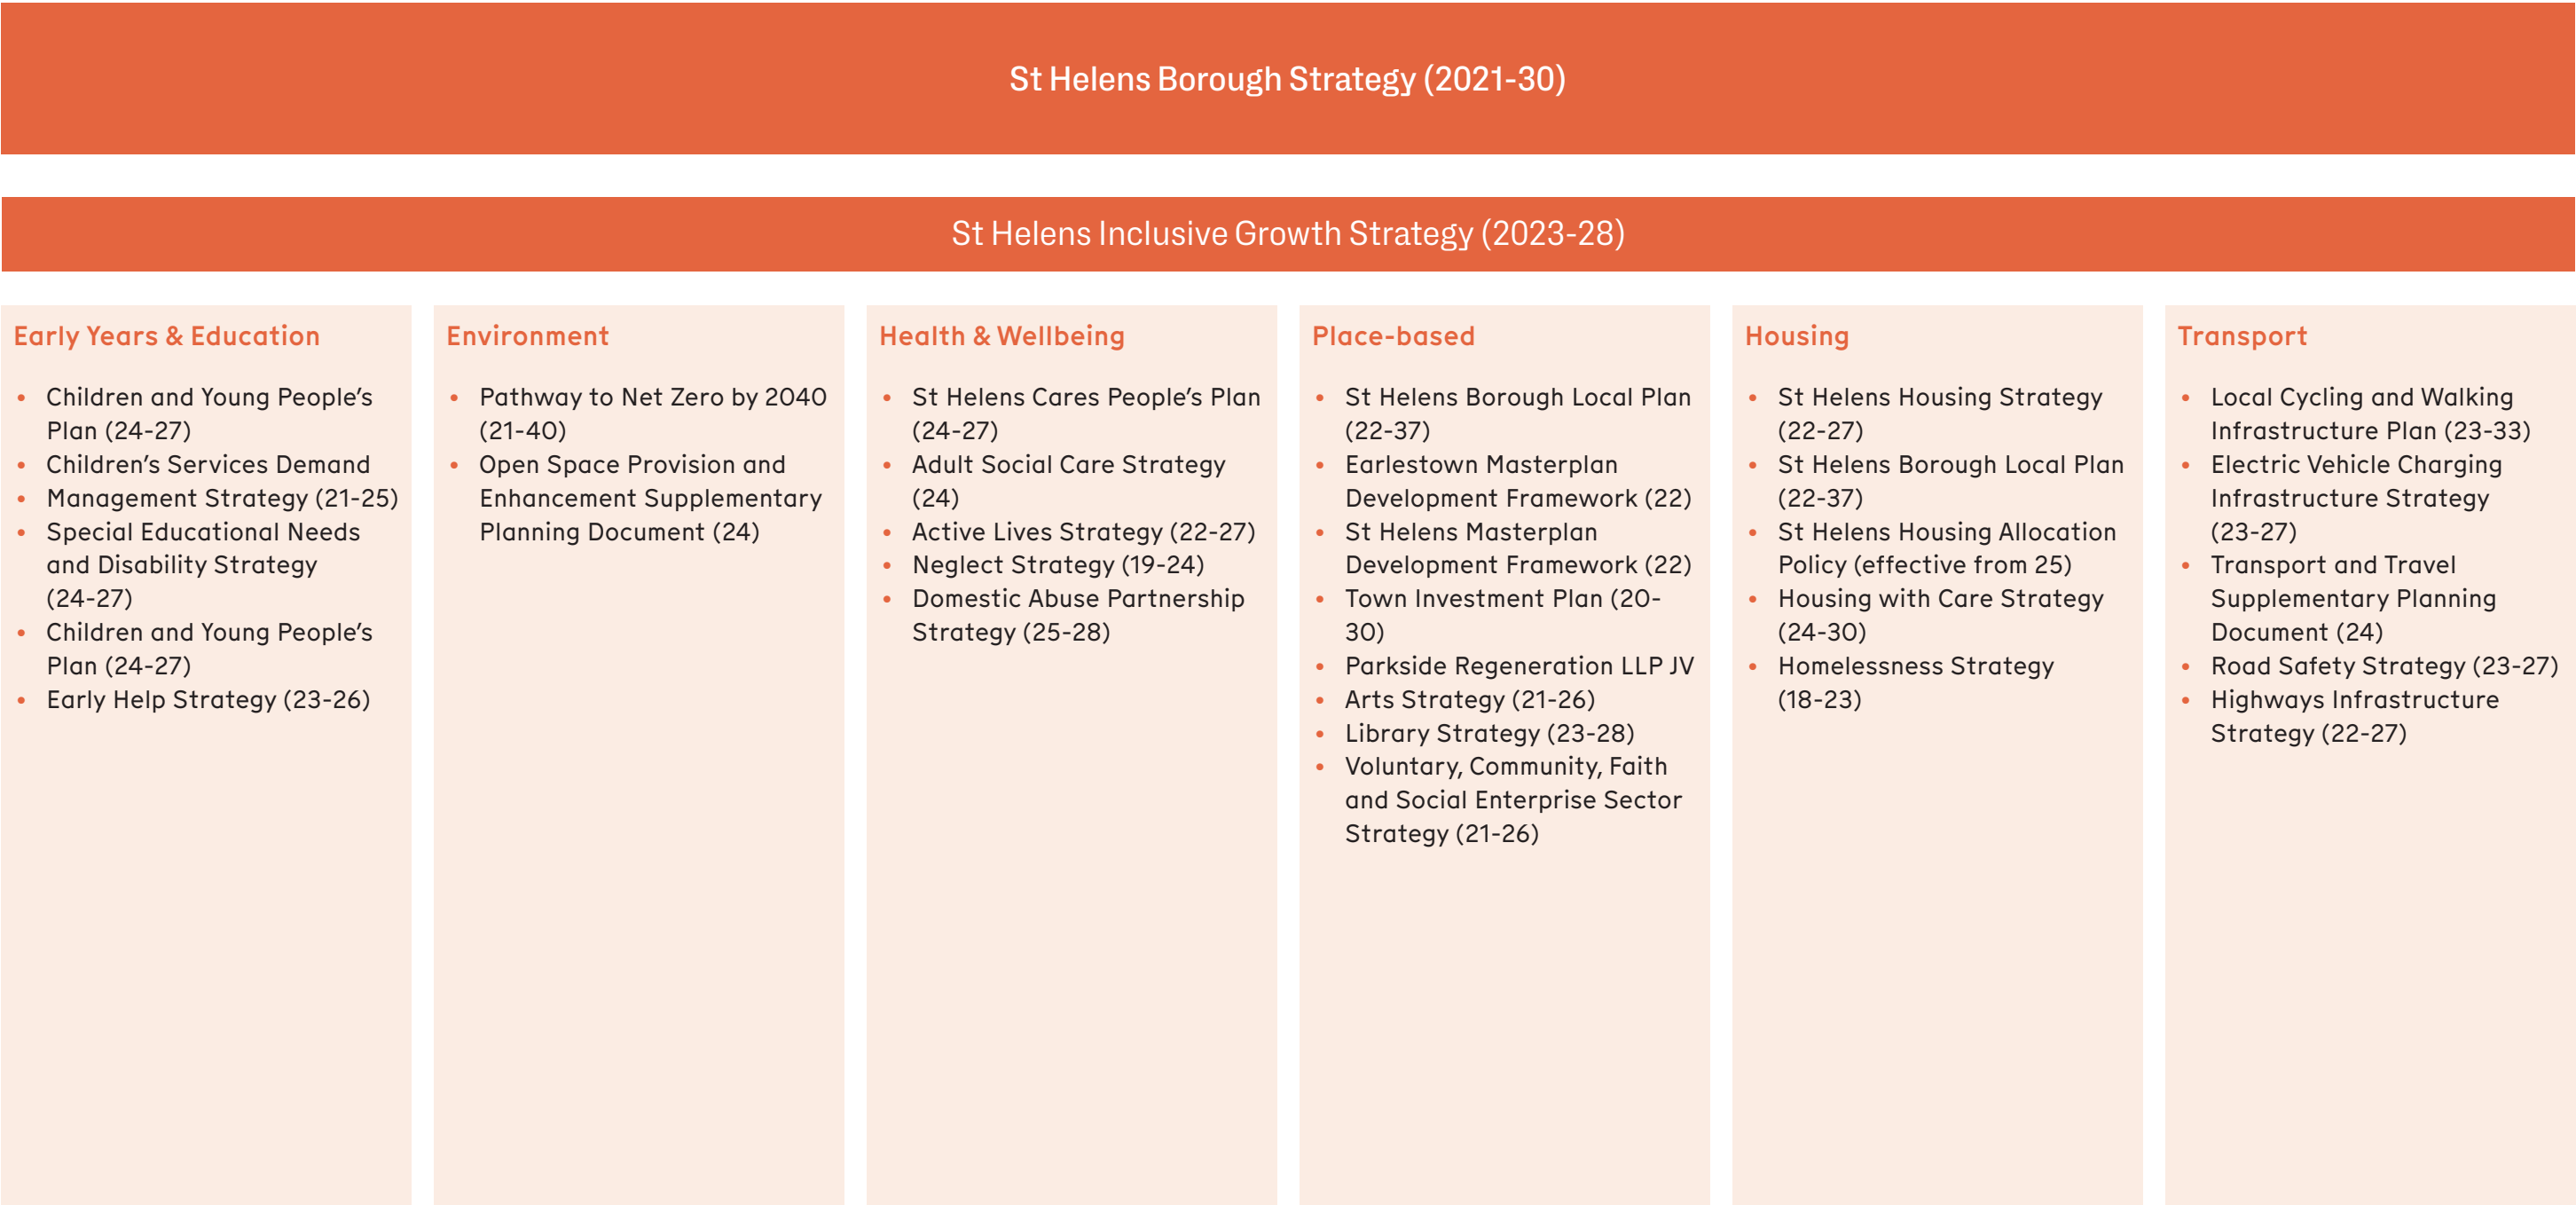 St Helens Borough Strategy (2021-30)
St Helens Inclusive Growth Strategy (2023-28)
Early Years & Education
• Children and Young People’s
Plan (24-27)
• Children’s Services Demand
• Management Strategy (21-25)
• Special Educational Needs
and Disability Strategy
(24-27)
• Children and Young People’s
Plan (24-27)
• Early Help Strategy (23-26)
Environment
• Pathway to Net Zero by 2040
(21-40)
• Open Space Provision and
Enhancement Supplementary
Planning Document (24)
Health & Wellbeing
• St Helens Cares People’s Plan
(24-27)
• Adult Social Care Strategy
(24)
• Active Lives Strategy (22-27)
• Neglect Strategy (19-24)
• Domestic Abuse Partnership
Strategy (25-28)
Place-based
• St Helens Borough Local Plan
(22-37)
• Earlestown Masterplan
Development Framework (22)
• St Helens Masterplan
Development Framework (22)
• Town Investment Plan (20-
30)
• Parkside Regeneration LLP JV
• Arts Strategy (21-26)
• Library Strategy (23-28)
• Voluntary, Community, Faith
and Social Enterprise Sector
Strategy (21-26)
Housing
• St Helens Housing Strategy
(22-27)
• St Helens Borough Local Plan
(22-37)
• St Helens Housing Allocation
Policy (effective from 25)
• Housing with Care Strategy
(24-30)
• Homelessness Strategy
(18-23)
Transport
• Local Cycling and Walking
Infrastructure Plan (23-33)
• Electric Vehicle Charging
Infrastructure Strategy
(23-27)
• Transport and Travel
Supplementary Planning
Document (24)
• Road Safety Strategy (23-27)
• Highways Infrastructure
Strategy (22-27)